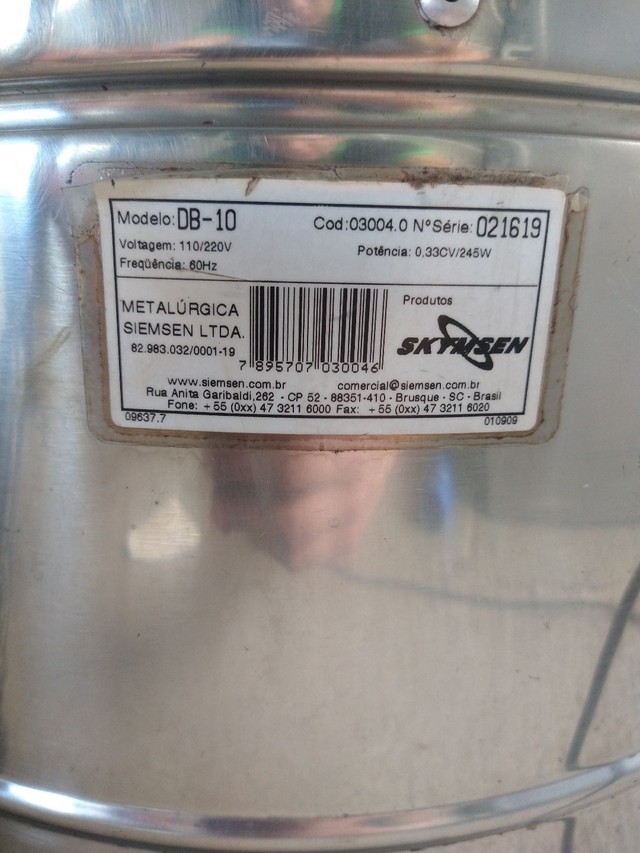 Modelo: DB-10 Cod: 03004.0 N° Série: 021619
Voltagem: 110/220V Potência: 0,33CV/245W
Freqüência: 60Hz
METALÚRGICA
SIEMSEN LTDA.
82.983.032/0001-19
7 895707 030046
Produtos
SKYMSEN
www.siemsen.com.br comercial@siemsen.com.br
Rua Anita Garibaldi,262 - CP 52 - 88351-410 - Brusque - SC - Brasil
Fone: +55 (0xx) 47 3211 6000 Fax: +55 (0xx) 47 3211 6020
09637.7 010909